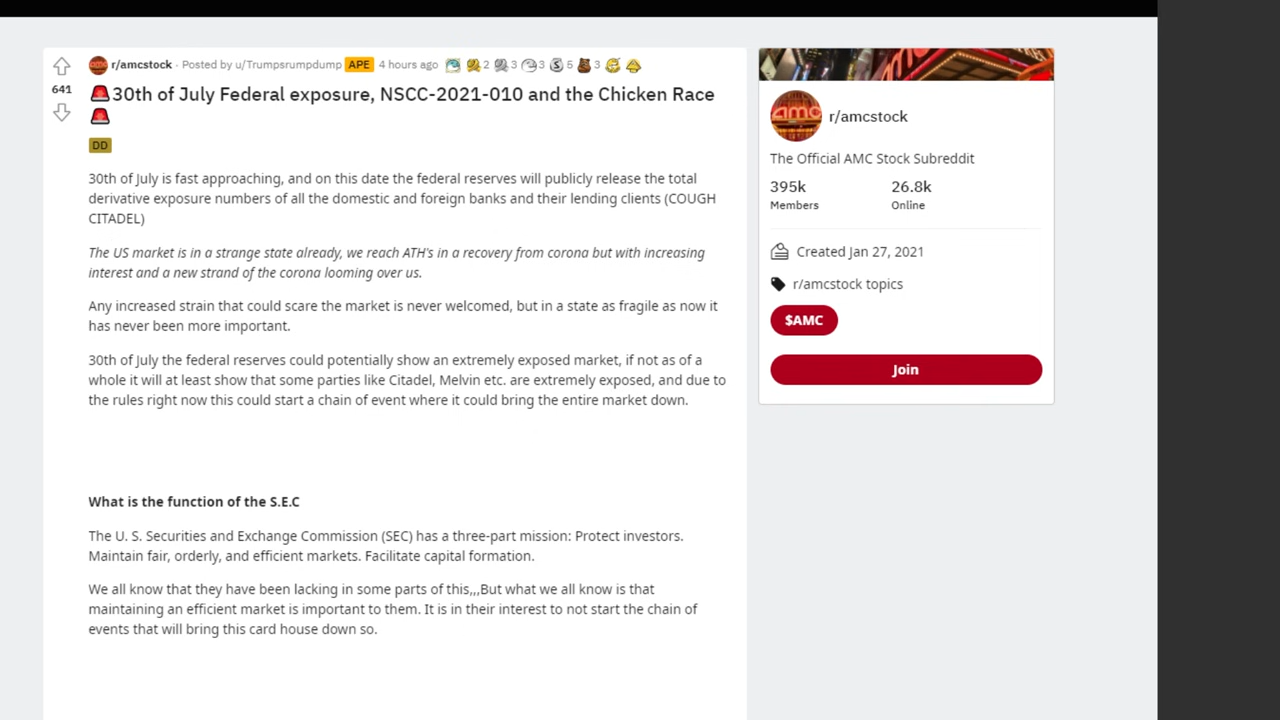 r/amcstock · Posted by u/Trumpsrumpdump APE 4 hours ago 2 3 3 5 3
641
🚨30th of July Federal exposure, NSCC-2021-010 and the Chicken Race
🚨
DD
30th of July is fast approaching, and on this date the federal reserves will publicly release the total
derivative exposure numbers of all the domestic and foreign banks and their lending clients (COUGH
CITADEL)
The US market is in a strange state already, we reach ATH's in a recovery from corona but with increasing
interest and a new strand of the corona looming over us.
Any increased strain that could scare the market is never welcomed, but in a state as fragile as now it
has never been more important.
30th of July the federal reserves could potentially show an extremely exposed market, if not as of a
whole it will at least show that some parties like Citadel, Melvin etc. are extremely exposed, and due to
the rules right now this could start a chain of event where it could bring the entire market down.
What is the function of the S.E.C
The U. S. Securities and Exchange Commission (SEC) has a three-part mission: Protect investors.
Maintain fair, orderly, and efficient markets. Facilitate capital formation.
We all know that they have been lacking in some parts of this,,,But what we all know is that
maintaining an efficient market is important to them. It is in their interest to not start the chain of
events that will bring this card house down so.
amc
r/amcstock
The Official AMC Stock Subreddit
395k 26.8k
Members Online
Created Jan 27, 2021
r/amcstock topics
$AMC
Join